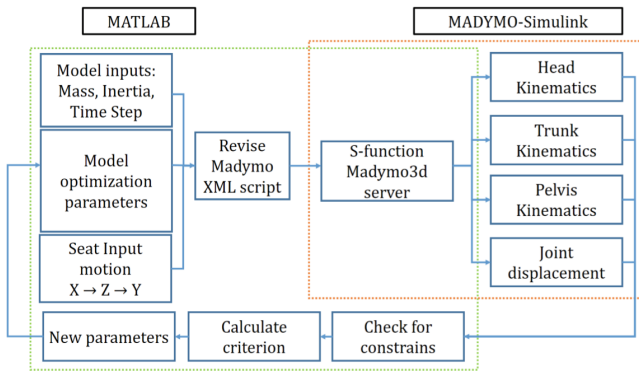 MATLAB
MADYMO-Simulink
Model inputs:
Mass, Inertia,
Time Step
Model
optimization
parameters
Seat Input
motion
X → Z → Y
Revise
Madymo
XML script
S-function
Madymo3d
server
Head
Kinematics
Trunk
Kinematics
Pelvis
Kinematics
Joint
displacement
New parameters
Calculate
criterion
Check for
constrains